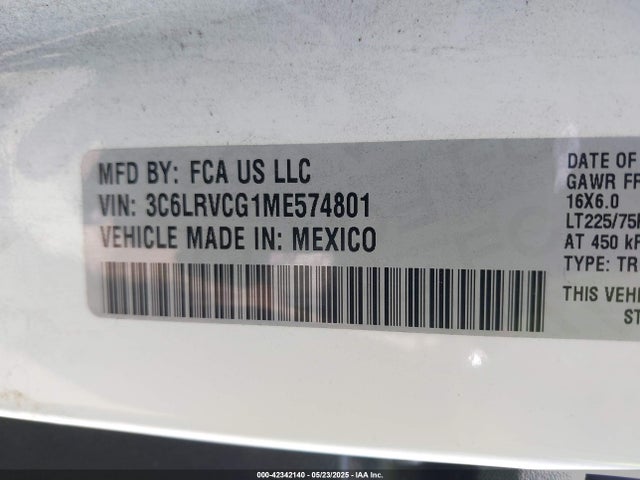 MFD BY: FCA US LLC
VIN: 3C6LRVCG1ME574801
VEHICLE MADE IN: MEXICO
DATE OF
GAWR FR
16X6.0
LT225/75
AT 450 kP
TYPE: TR
THIS VEH
ST
000-42342140 - 05/23/2025 - IAA Inc.